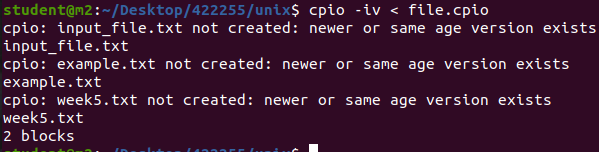 student@m2:~/Desktop/422255/unix$ cpio -iv < file.cpio
cpio: input_file.txt not created: newer or same age version exists
input_file.txt
cpio: example.txt not created: newer or same age version exists
example.txt
cpio: week5.txt not created: newer or same age version exists
week5.txt
2 blocks
student@m2:~/Desktop/422255/unix$